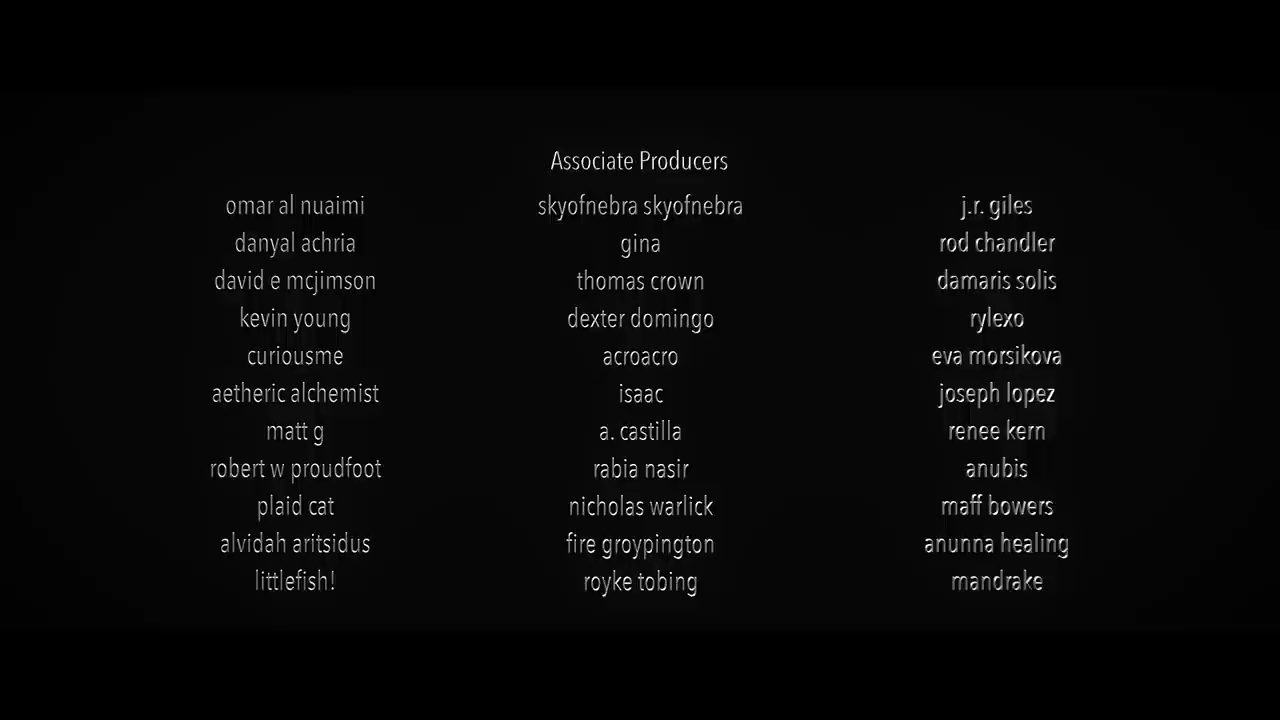 Associate Producers
omar al nuaimi
danyal achria
david e mcjimson
kevin young
curiousme
aetheric alchemist
matt g
robert w proudfoot
plaid cat
alvidah aritsidus
littlefish!
skyofnebra skyofnebra
gina
thomas crown
dexter domingo
acroacro
isaac
a. castilla
rabia nasir
nicholas warlick
fire groypington
royke tobing
j.r. giles
rod chandler
damaris solis
rylexo
eva morsikova
joseph lopez
renee kern
anubis
maff bowers
anunna healing
mandrake